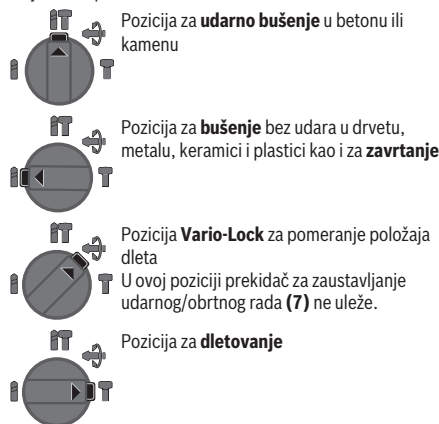 Pozicija za udarno bušenje u betonu ili
kamenu
Pozicija za bušenje bez udara u drvetu,
metalu, keramici i plastici kao i za zavrtanje
Pozicija Vario-Lock za pomeranje položaja
dleta
U ovoj poziciji prekidač za zaustavljanje
udarnog/obrtnog rada (7) ne uleže.
Pozicija za dletovanje